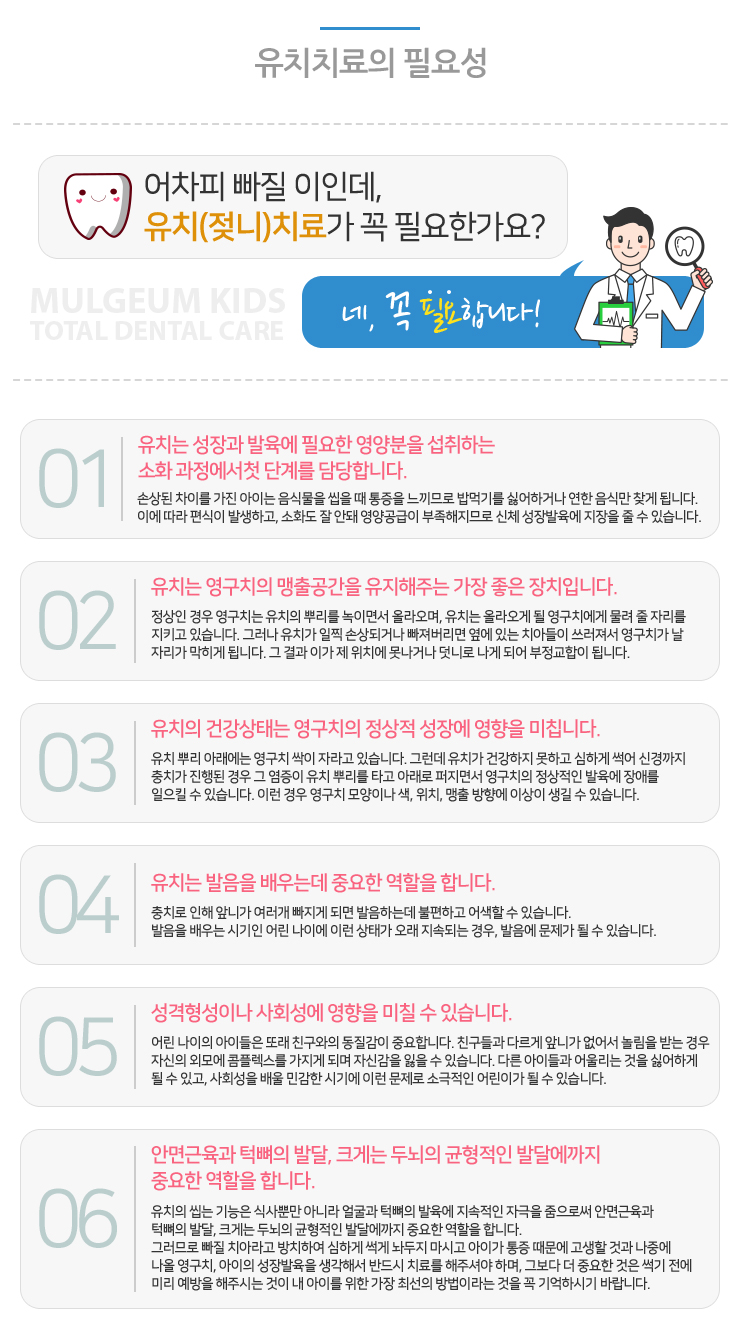 유치치료의 필요성
어차피 빠질 이인데,
유치(젖니)치료가 꼭 필요한가요?
MULGEUM KIDS
TOTAL DENTAL CARE
네, 꼭 필요합니다!
01
유치는 성장과 발육에 필요한 영양분을 섭취하는
소화 과정에서첫 단계를 담당합니다.
손상된 차이를 가진 아이는 음식물을 씹을 때 통증을 느끼므로 밥먹기를 싫어하거나 연한 음식만 찾게 됩니다.
이에 따라 편식이 발생하고, 소화도 잘 안돼 영양공급이 부족해지므로 신체 성장발육에 지장을 줄 수 있습니다.
02
유치는 영구치의 맹출공간을 유지해주는 가장 좋은 장치입니다.
정상인 경우 영구치는 유치의 뿌리를 녹이면서 올라오며, 유치는 올라오게 될 영구치에게 물려 줄 자리를
지키고 있습니다. 그러나 유치가 일찍 손상되거나 빠져버리면 옆에 있는 치아들이 쓰러져서 영구치가 날
자리가 막히게 됩니다. 그 결과 이가 제 위치에 못나거나 덧니로 나게 되어 부정교합이 됩니다.
03
유치의 건강상태는 영구치의 정상적 성장에 영향을 미칩니다.
유치 뿌리 아래에는 영구치 싹이 자라고 있습니다. 그런데 유치가 건강하지 못하고 심하게 썩어 신경까지
충치가 진행된 경우 그 염증이 유치 뿌리를 타고 아래로 퍼지면서 영구치의 정상적인 발육에 장애를
일으킬 수 있습니다. 이런 경우 영구치 모양이나 색, 위치, 맹출 방향에 이상이 생길 수 있습니다.
04
유치는 발음을 배우는데 중요한 역할을 합니다.
충치로 인해 앞니가 여러개 빠지게 되면 발음하는데 불편하고 어색할 수 있습니다.
발음을 배우는 시기인 어린 나이에 이런 상태가 오래 지속되는 경우, 발음에 문제가 될 수 있습니다.
05
성격형성이나 사회성에 영향을 미칠 수 있습니다.
어린 나이의 아이들은 또래 친구와의 동질감이 중요합니다. 친구들과 다르게 앞니가 없어서 놀림을 받는 경우
자신의 외모에 콤플렉스를 가지게 되며 자신감을 잃을 수 있습니다. 다른 아이들과 어울리는 것을 싫어하게
될 수 있고, 사회성을 배울 민감한 시기에 이런 문제로 소극적인 어린이가 될 수 있습니다.
06
안면근육과 턱뼈의 발달, 크게는 두뇌의 균형적인 발달에까지
중요한 역할을 합니다.
유치의 씹는 기능은 식사뿐만 아니라 얼굴과 턱뼈의 발육에 지속적인 자극을 줌으로써 안면근육과
턱뼈의 발달, 크게는 두뇌의 균형적인 발달에까지 중요한 역할을 합니다.
그러므로 빠질 치아라고 방치하여 심하게 썩게 놔두지 마시고 아이가 통증 때문에 고생할 것과 나중에
나올 영구치, 아이의 성장발육을 생각해서 반드시 치료를 해주셔야 하며, 그보다 더 중요한 것은 썩기 전에
미리 예방을 해주시는 것이 내 아이를 위한 가장 최선의 방법이라는 것을 꼭 기억하시기 바랍니다.